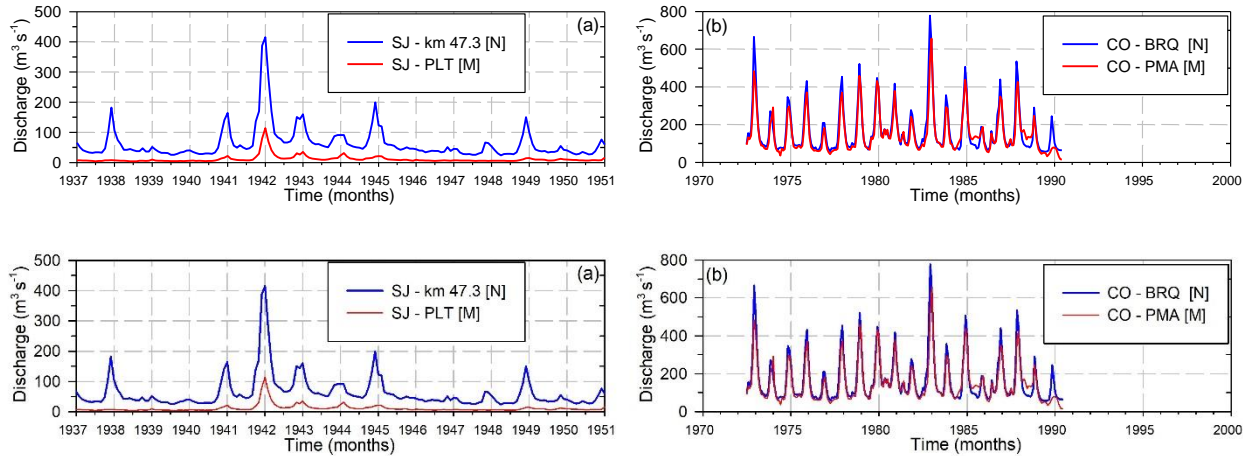 (a)
Discharge (m³ s⁻¹)
500
400
300
200
100
0
SJ - km 47.3 [N]
SJ - PLT [M]
1937 1938 1939 1940 1941 1942 1943 1944 1945 1946 1947 1948 1949 1950 1951
Time (months)
(b)
Discharge (m³ s⁻¹)
800
600
400
200
0
CO - BRQ [N]
CO - PMA [M]
1970 1975 1980 1985 1990 1995 2000
Time (months)
(a)
Discharge (m³ s⁻¹)
500
400
300
200
100
0
SJ - km 47.3 [N]
SJ - PLT [M]
1937 1938 1939 1940 1941 1942 1943 1944 1945 1946 1947 1948 1949 1950 1951
Time (months)
(b)
Discharge (m³ s⁻¹)
800
600
400
200
0
CO - BRQ [N]
CO - PMA [M]
1970 1975 1980 1985 1990 1995 2000
Time (months)